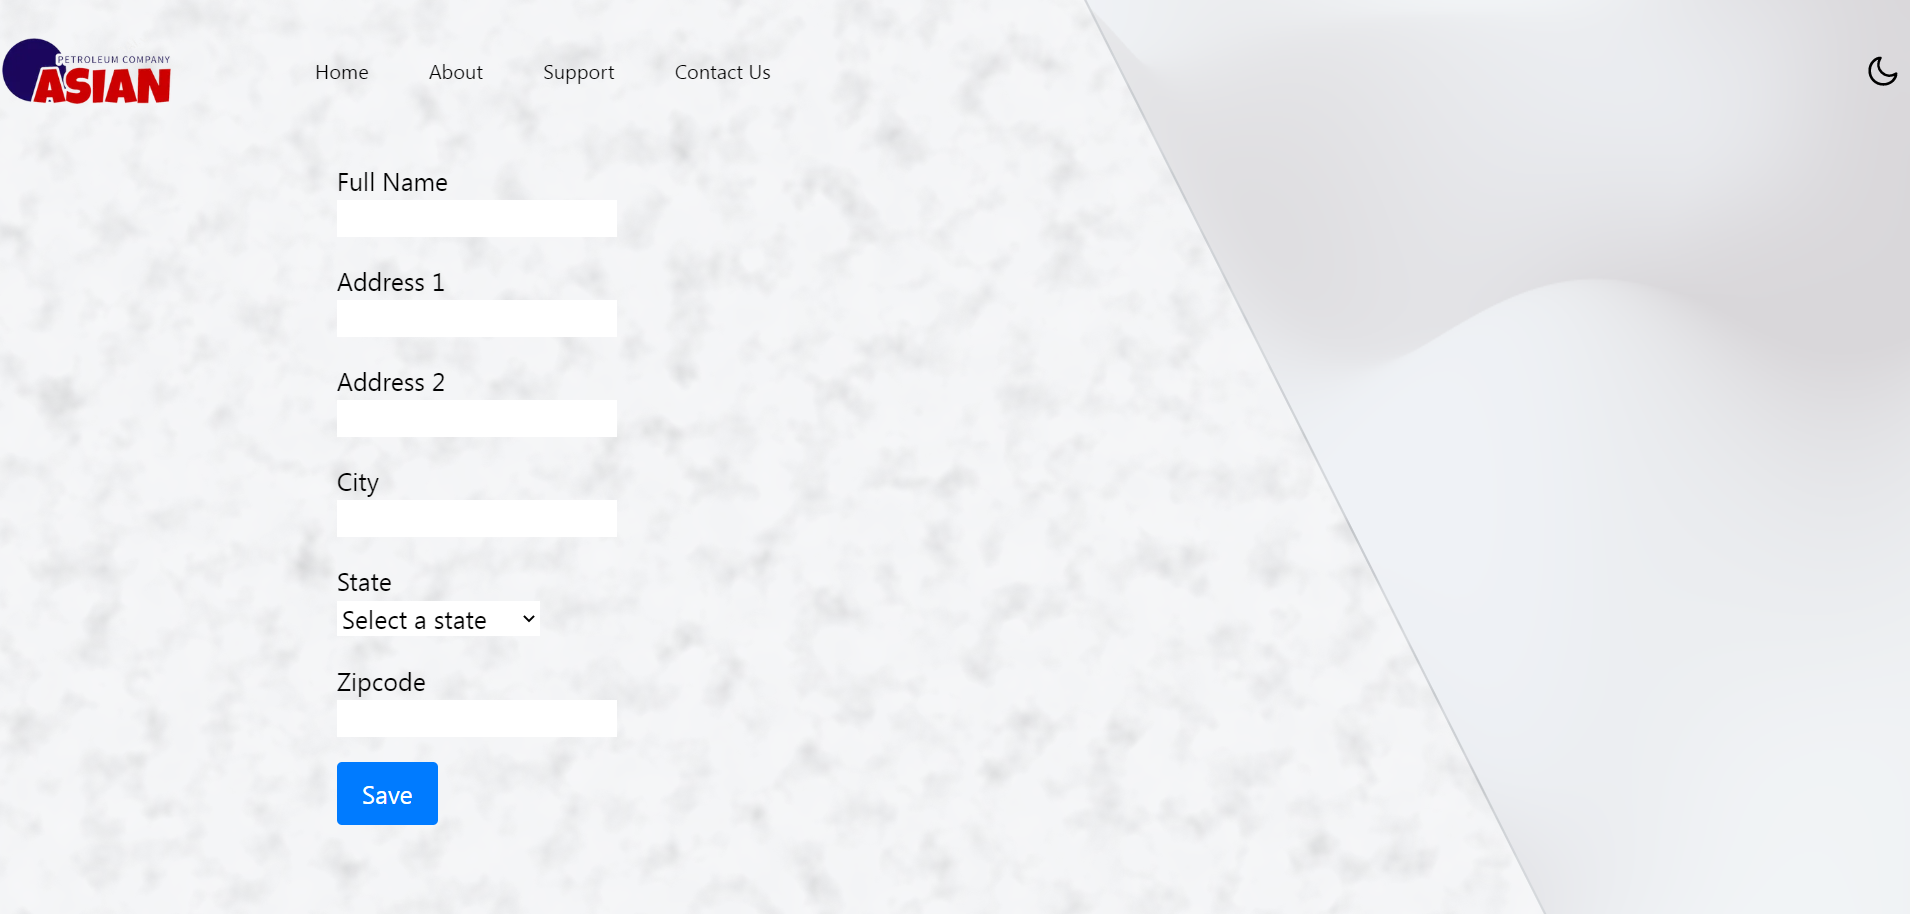 PETROLEUM COMPANY
ASIAN
Home About Support Contact Us
Full Name
Address 1
Address 2
City
State
Select a state
Zipcode
Save